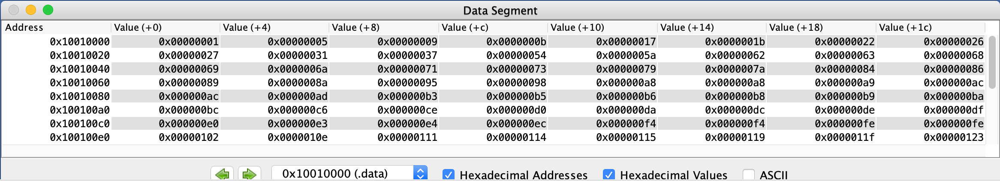 Data Segment
Address Value (+0) Value (+4) Value (+8) Value (+c) Value (+10) Value (+14) Value (+18) Value (+1c)
0x10010000 0x00000001 0x00000005 0x00000009 0x0000000b 0x00000017 0x0000001b 0x00000022 0x00000026
0x10010020 0x00000027 0x00000031 0x00000037 0x00000054 0x0000005a 0x00000062 0x00000063 0x00000068
0x10010040 0x00000069 0x0000006a 0x00000071 0x00000073 0x00000079 0x0000007a 0x00000084 0x00000086
0x10010060 0x00000089 0x0000008a 0x00000095 0x00000098 0x000000a8 0x000000a8 0x000000a9 0x000000ac
0x10010080 0x000000ac 0x000000ad 0x000000b3 0x000000b5 0x000000b6 0x000000b8 0x000000b9 0x000000ba
0x100100a0 0x000000bc 0x000000c6 0x000000ce 0x000000d0 0x000000da 0x000000dc 0x000000de 0x000000df
0x100100c0 0x000000e0 0x000000e3 0x000000e4 0x000000ec 0x000000f4 0x000000f4 0x000000fe 0x000000fe
0x100100e0 0x00000102 0x0000010e 0x00000111 0x00000114 0x00000115 0x00000119 0x0000011f 0x00000123
0x10010000 (.data) Hexadecimal Addresses Hexadecimal Values ASCII